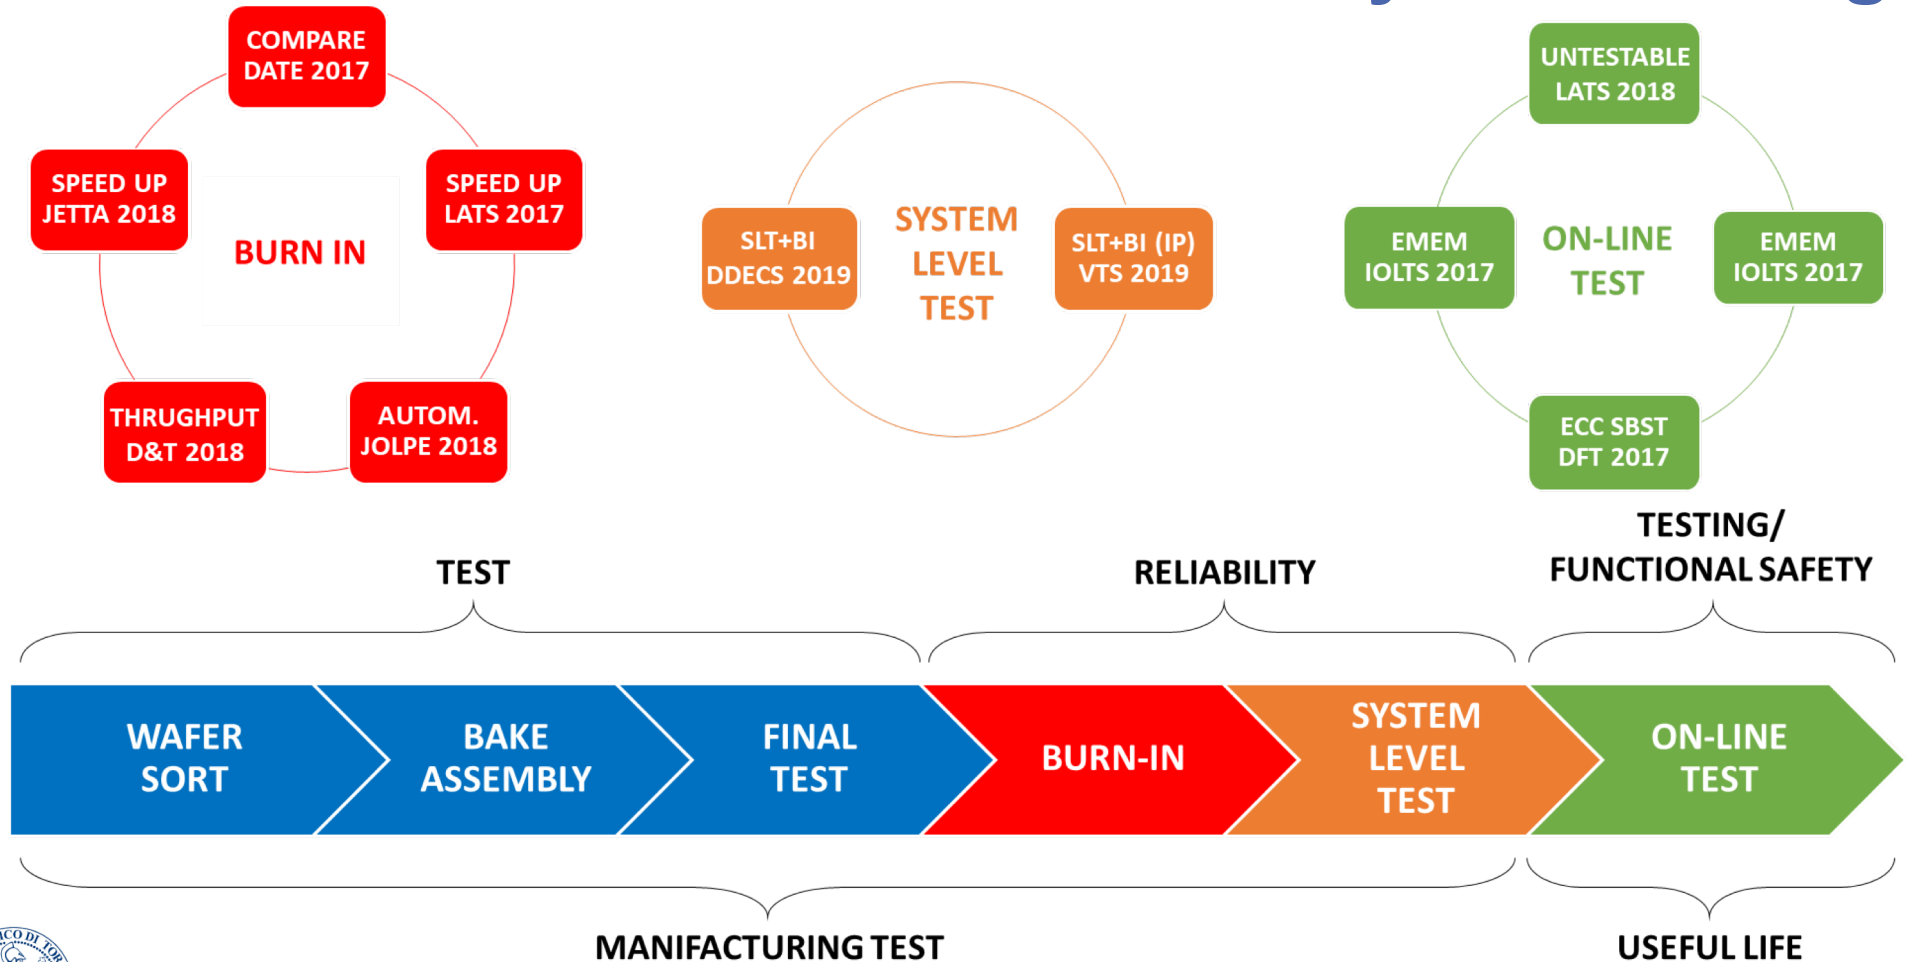 COMPARE
DATE 2017
SPEED UP
JETTA 2018
SPEED UP
LATS 2017
BURN IN
THRUGHPUT
D&T 2018
AUTOM.
JOLPE 2018
SLT+BI
DDECS 2019
SYSTEM
LEVEL
TEST
SLT+BI (IP)
VTS 2019
UNTESTABLE
LATS 2018
EMEM
IOLTS 2017
ON-LINE
TEST
EMEM
IOLTS 2017
ECC SBST
DFT 2017
TEST
RELIABILITY
TESTING/
FUNCTIONAL SAFETY
WAFER
SORT
BAKE
ASSEMBLY
FINAL
TEST
BURN-IN
SYSTEM
LEVEL
TEST
ON-LINE
TEST
MANIFACTURING TEST
USEFUL LIFE